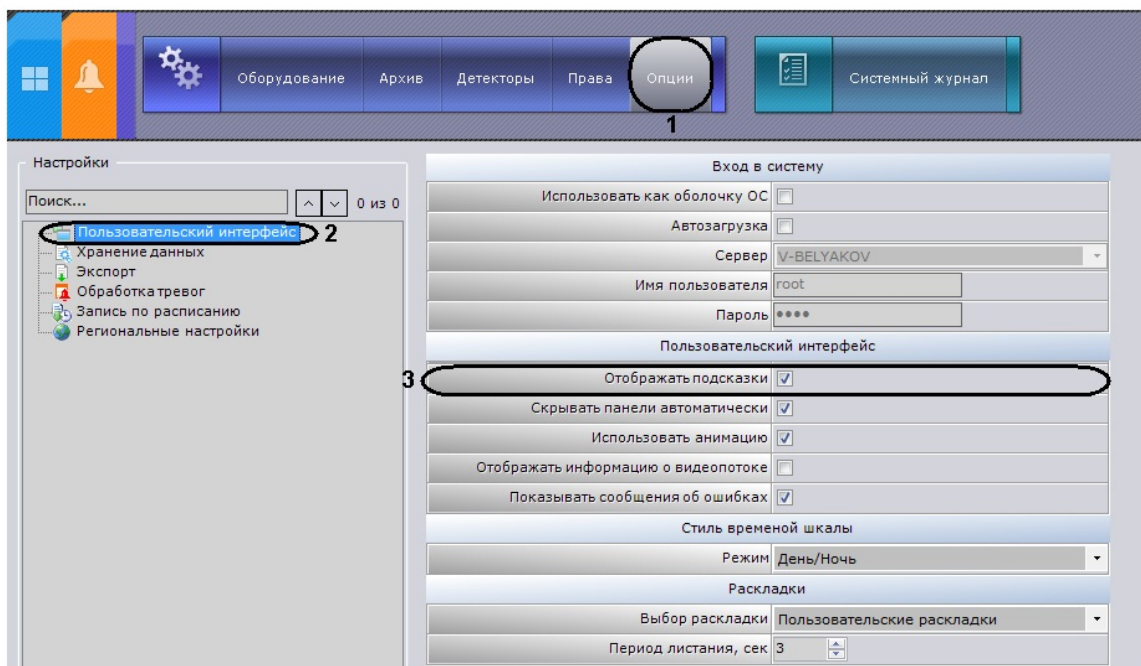 Оборудование Архив Детекторы Права Опции Системный журнал
1
Настройки
Поиск... 0 из 0
Пользовательский интерфейс 2
Хранение данных
Экспорт
Обработка тревог
Запись по расписанию
Региональные настройки
Вход в систему
Использовать как оболочку ОС
Автозагрузка
Сервер V-BELYAKOV
Имя пользователя root
Пароль ••••
Пользовательский интерфейс
3 Отображать подсказки
Скрывать панели автоматически
Использовать анимацию
Отображать информацию о видеопотоке
Показывать сообщения об ошибках
Стиль временой шкалы
Режим День/Ночь
Раскладки
Выбор раскладки Пользовательские раскладки
Период листания, сек 3